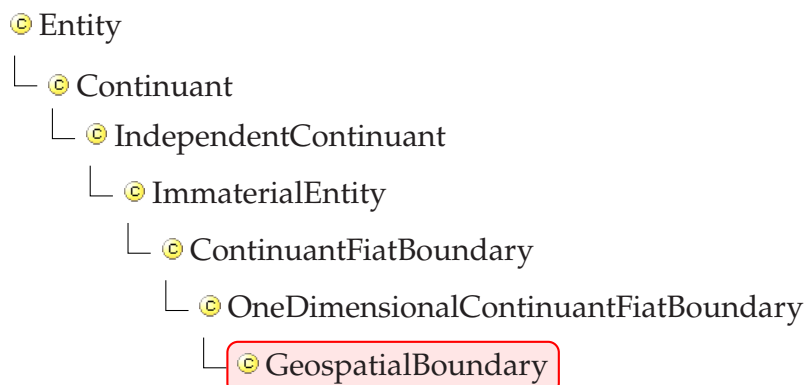 Entity
Continuant
IndependentContinuant
ImmaterialEntity
ContinuantFiatBoundary
OneDimensionalContinuantFiatBoundary
GeospatialBoundary